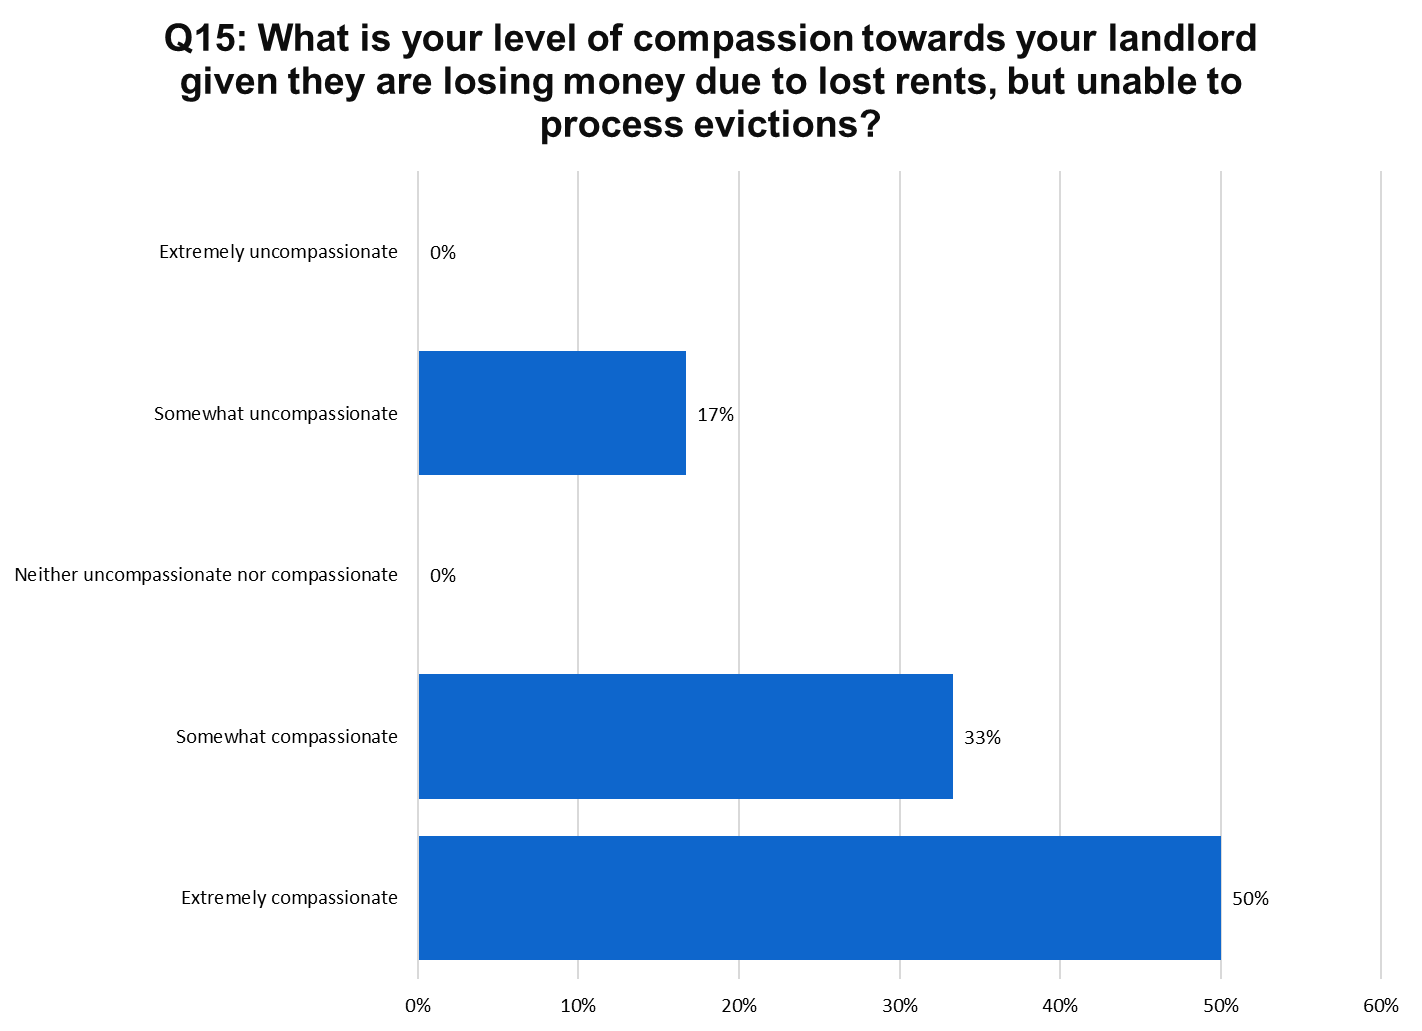 Q15: What is your level of compassion towards your landlord
given they are losing money due to lost rents, but unable to
process evictions?
Extremely uncompassionate 0%
Somewhat uncompassionate 17%
Neither uncompassionate nor compassionate 0%
Somewhat compassionate 33%
Extremely compassionate 50%
0% 10% 20% 30% 40% 50% 60%